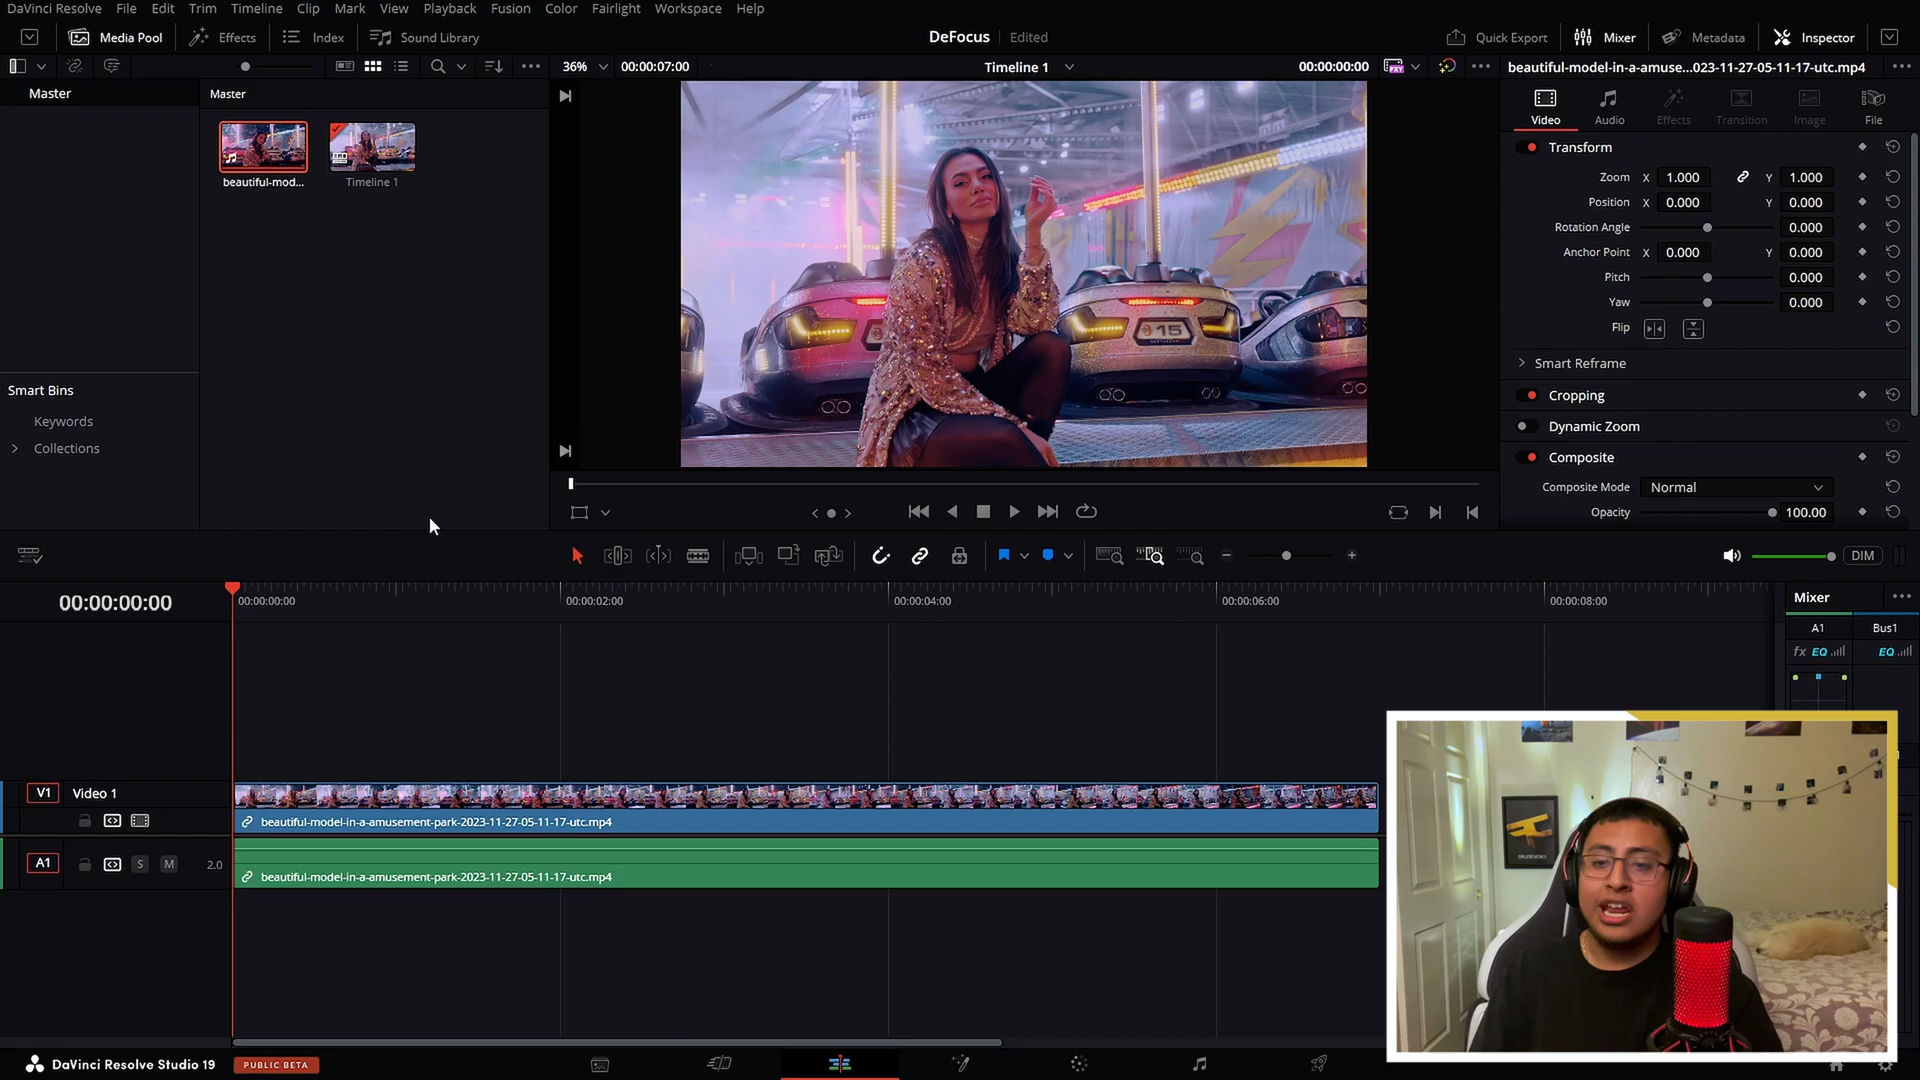 DaVinci Resolve File Edit Trim Timeline Clip Mark View Playback Fusion Color Fairlight Workspace Help
Media Pool Effects Index Sound Library DeFocus Edited Quick Export Mixer Metadata Inspector
36% 00:00:07:00 Timeline 1 00:00:00:00 beautiful-model-in-a-amuse...023-11-27-05-11-17-utc.mp4
Master Master
Video Audio Effects Transition Image File
beautiful-mod... Timeline 1
Transform
Zoom X 1.000 Y 1.000
Position X 0.000 Y 0.000
Rotation Angle 0.000
Anchor Point X 0.000 Y 0.000
Pitch 0.000
Yaw 0.000
Flip
15
Smart Reframe
Smart Bins
Keywords
Collections
Cropping
Dynamic Zoom
Composite
Composite Mode Normal
Opacity 100.00
DIM
00:00:00:00 00:00:00:00 00:00:02:00 00:00:04:00 00:00:06:00 00:00:08:00
Mixer
A1 Bus1
fx EQ EQ
V1 Video 1
beautiful-model-in-a-amusement-park-2023-11-27-05-11-17-utc.mp4
A1 S M 2.0
beautiful-model-in-a-amusement-park-2023-11-27-05-11-17-utc.mp4
DaVinci Resolve Studio 19 PUBLIC BETA